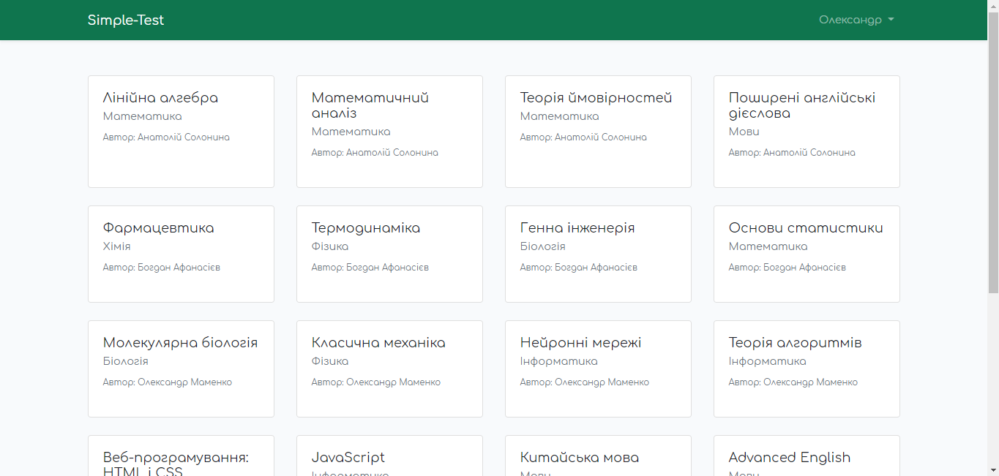 Simple-Test
Олександр
Лінійна алгебра
Математика
Автор: Анатолій Солонина
Математичний
аналіз
Математика
Автор: Анатолій Солонина
Теорія ймовірностей
Математика
Автор: Анатолій Солонина
Поширені англійські
дієслова
Мови
Автор: Анатолій Солонина
Фармацевтика
Хімія
Автор: Богдан Афанасієв
Термодинаміка
Фізика
Автор: Богдан Афанасієв
Генна інженерія
Біологія
Автор: Богдан Афанасієв
Основи статистики
Математика
Автор: Богдан Афанасієв
Молекулярна біологія
Біологія
Автор: Олександр Маменко
Класична механіка
Фізика
Автор: Олександр Маменко
Нейронні мережі
Інформатика
Автор: Олександр Маменко
Теорія алгоритмів
Інформатика
Автор: Олександр Маменко
Веб-програмування:
HTML і CSS
JavaScript
Інформатика
Китайська мова
Мови
Advanced English
Мови